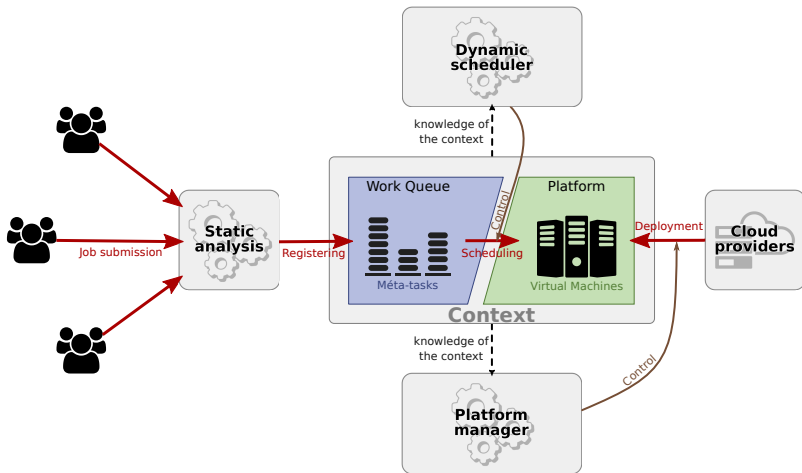 Dynamic
scheduler
knowledge of
the context
Work Queue
Platform
Control
Static
analysis
Job submission
Registering
Scheduling
Deployment
Cloud
providers
Méta-tasks
Virtual Machines
Context
knowledge of
the context
Control
Platform
manager